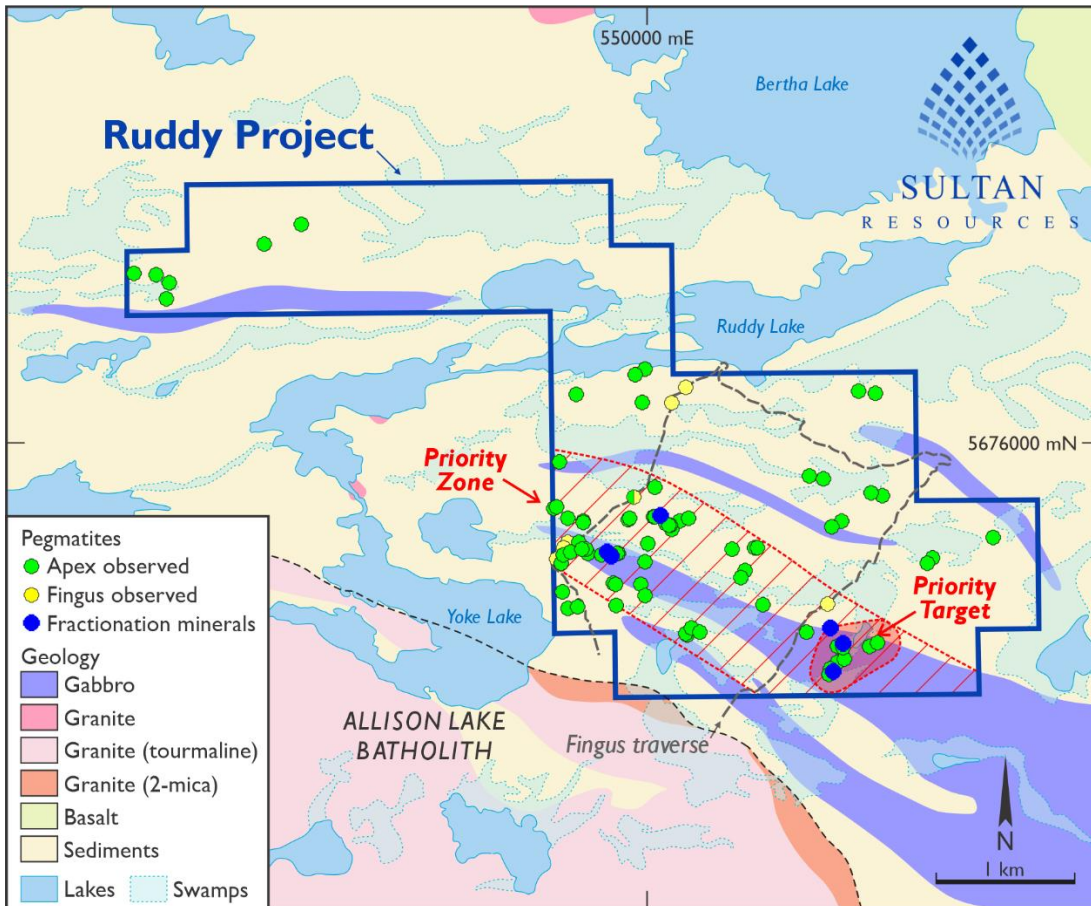 550000 mE
Bertha Lake
Ruddy Project
SULTAN
RESOURCES
Ruddy Lake
5676000 mN
Priority
Zone
Priority
Target
Yoke Lake
ALLISON LAKE
BATHOLITH
Fingus traverse
Pegmatites
Apex observed
Fingus observed
Fractionation minerals
Geology
Gabbro
Granite
Granite (tourmaline)
Granite (2-mica)
Basalt
Sediments
Lakes
Swamps
N
1 km